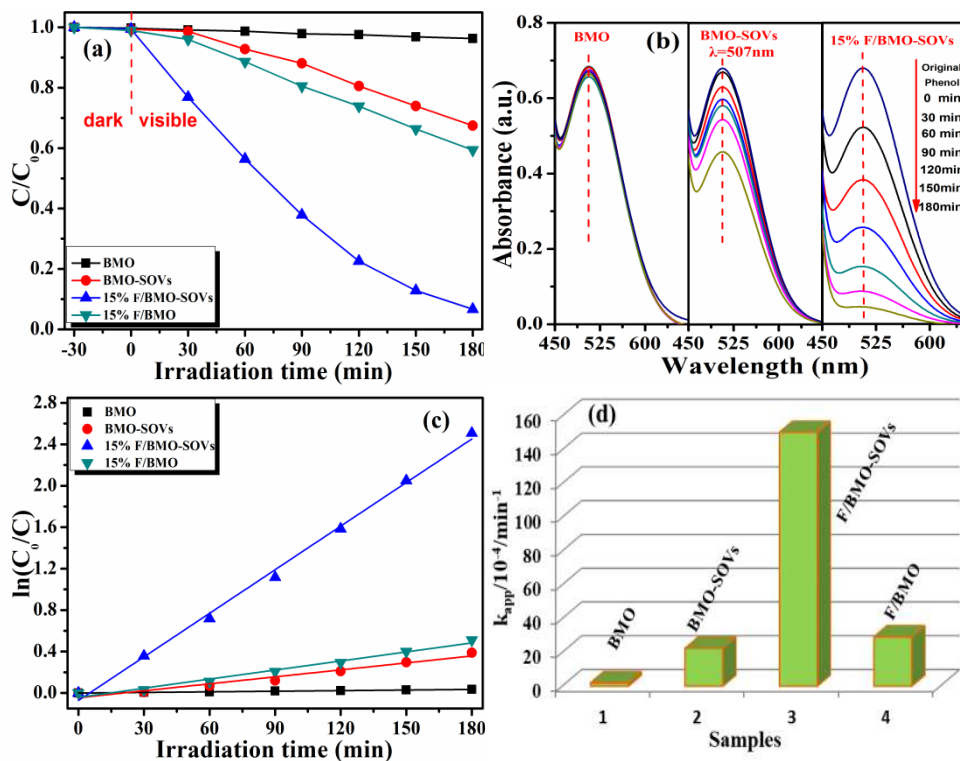 (a)
dark
visible
C/C₀
1.0
0.8
0.6
0.4
0.2
0.0
BMO
BMO-SOVs
15% F/BMO-SOVs
15% F/BMO
-30 0 30 60 90 120 150 180
Irradiation time (min)
(b)
Absorbance (a.u.)
0.8
0.6
0.4
0.2
0.0
BMO
BMO-SOVs
λ=507nm
15% F/BMO-SOVs
Original
Phenol
0 min
30 min
60 min
90 min
120min
150min
180min
450 525 600 450 525 600 450 525 600
Wavelength (nm)
(c)
ln(C₀/C)
2.8
2.4
2.0
1.6
1.2
0.8
0.4
0.0
BMO
BMO-SOVs
15% F/BMO-SOVs
15% F/BMO
0 30 60 90 120 150 180
Irradiation time (min)
(d)
kapp/10⁻⁴/min⁻¹
160
140
120
100
80
60
40
20
0
BMO
BMO-SOVs
F/BMO-SOVs
F/BMO
1 2 3 4
Samples